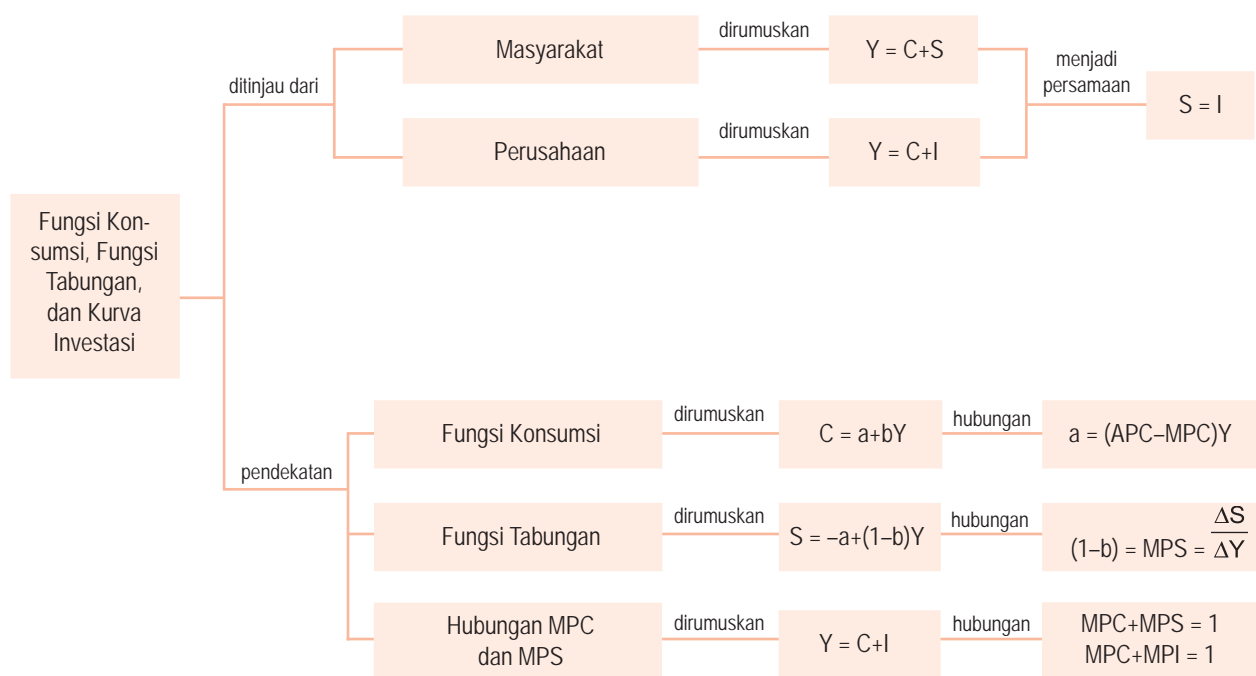 Masyarakat
dirumuskan
Y = C+S
ditinjau dari
menjadi
persamaan
S = I
Perusahaan
dirumuskan
Y = C+I
Fungsi Kon-
sumsi, Fungsi
Tabungan,
dan Kurva
Investasi
pendekatan
Fungsi Konsumsi
dirumuskan
C = a+bY
hubungan
a = (APC–MPC)Y
Fungsi Tabungan
dirumuskan
S = –a+(1–b)Y
hubungan
(1–b) = MPS = ΔS/ΔY
Hubungan MPC
dan MPS
dirumuskan
Y = C+I
hubungan
MPC+MPS = 1
MPC+MPI = 1